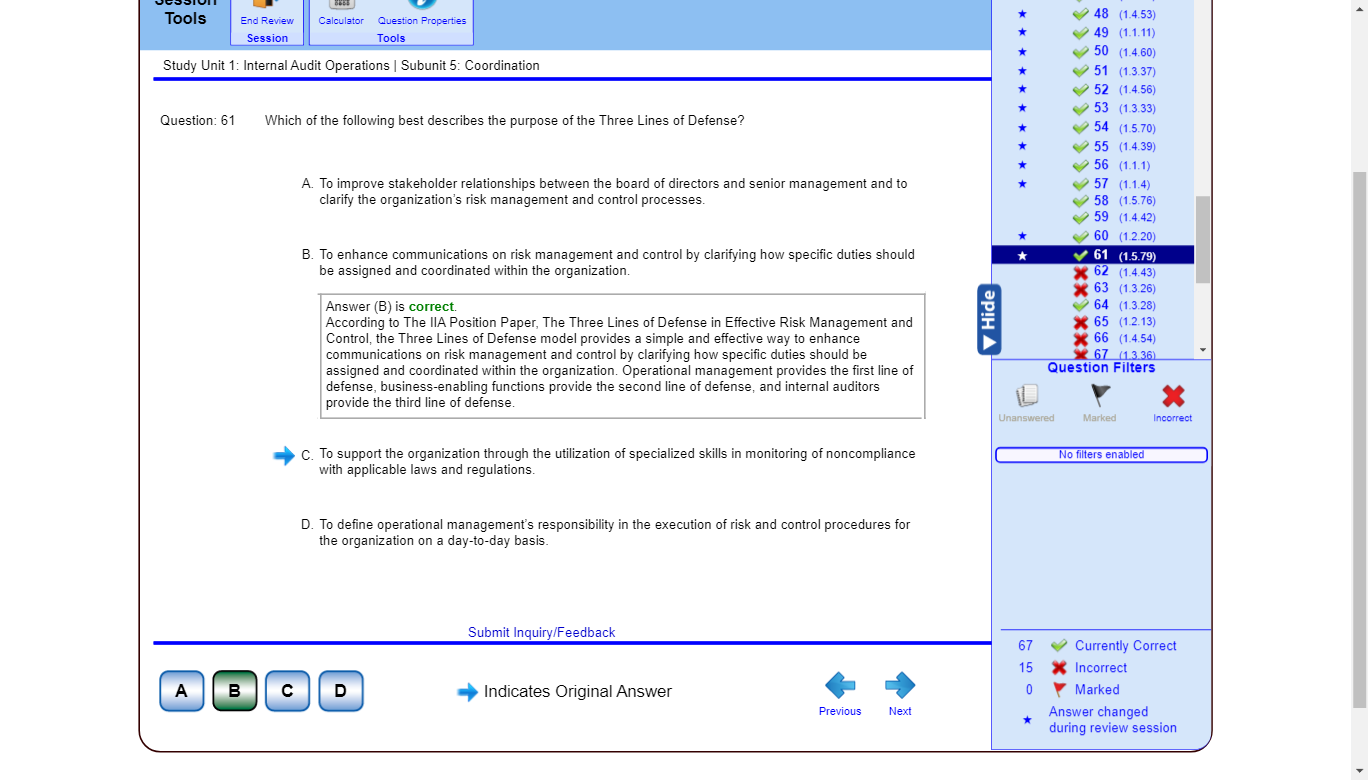 Session
Tools
End Review
Session
Calculator
Question Properties
Tools
Study Unit 1: Internal Audit Operations | Subunit 5: Coordination
Question: 61
Which of the following best describes the purpose of the Three Lines of Defense?
A. To improve stakeholder relationships between the board of directors and senior management and to
clarify the organization's risk management and control processes.
B. To enhance communications on risk management and control by clarifying how specific duties should
be assigned and coordinated within the organization.
Answer (B) is correct.
According to The IIA Position Paper, The Three Lines of Defense in Effective Risk Management and
Control, the Three Lines of Defense model provides a simple and effective way to enhance
communications on risk management and control by clarifying how specific duties should be
assigned and coordinated within the organization. Operational management provides the first line of
defense, business-enabling functions provide the second line of defense, and internal auditors
provide the third line of defense.
C. To support the organization through the utilization of specialized skills in monitoring of noncompliance
with applicable laws and regulations.
D. To define operational management's responsibility in the execution of risk and control procedures for
the organization on a day-to-day basis.
Submit Inquiry/Feedback
A
B
C
D
Indicates Original Answer
Previous
Next
48 (1.4.53)
49 (1.1.11)
50 (1.4.60)
51 (1.3.37)
52 (1.4.56)
53 (1.3.33)
54 (1.5.70)
55 (1.4.39)
56 (1.1.1)
57 (1.1.4)
58 (1.5.76)
59 (1.4.42)
60 (1.2.20)
61 (1.5.79)
62 (1.4.43)
63 (1.3.26)
64 (1.3.28)
65 (1.2.13)
66 (1.4.54)
67 (1.3.36)
Hide
Question Filters
Unanswered
Marked
Incorrect
No filters enabled
67 Currently Correct
15 Incorrect
0 Marked
Answer changed
during review session